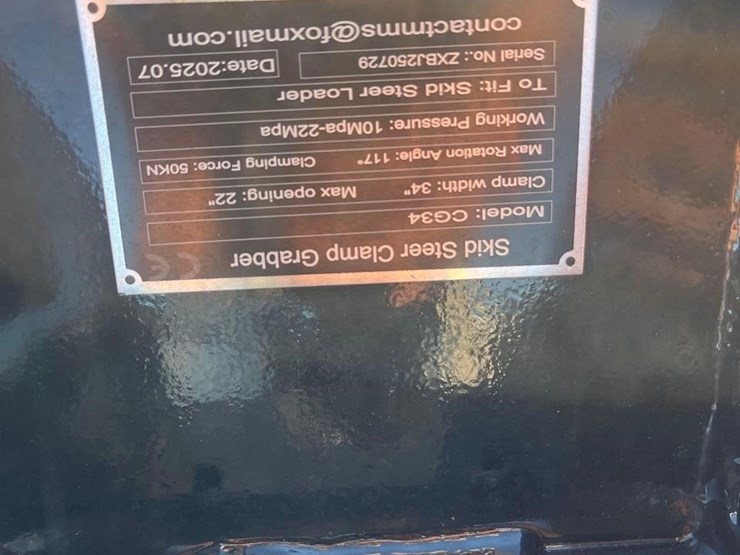 Skid Steer Clamp Grabber CE
Model: CG34
Clamp width: 34" Max opening: 22"
Max Rotation Angle: 117° Clamping Force: 50KN
Working Pressure: 10Mpa-22Mpa
To Fit: Skid Steer Loader
Serial No.: ZXBJ250729 Date:2025.07
contactmms@foxmail.com